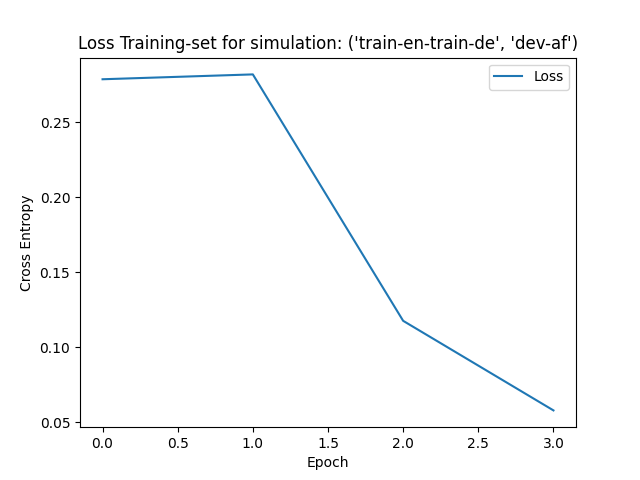 Loss Training-set for simulation: ('train-en-train-de', 'dev-af')
Loss
Cross Entropy
0.25
0.20
0.15
0.10
0.05
0.0 0.5 1.0 1.5 2.0 2.5 3.0
Epoch